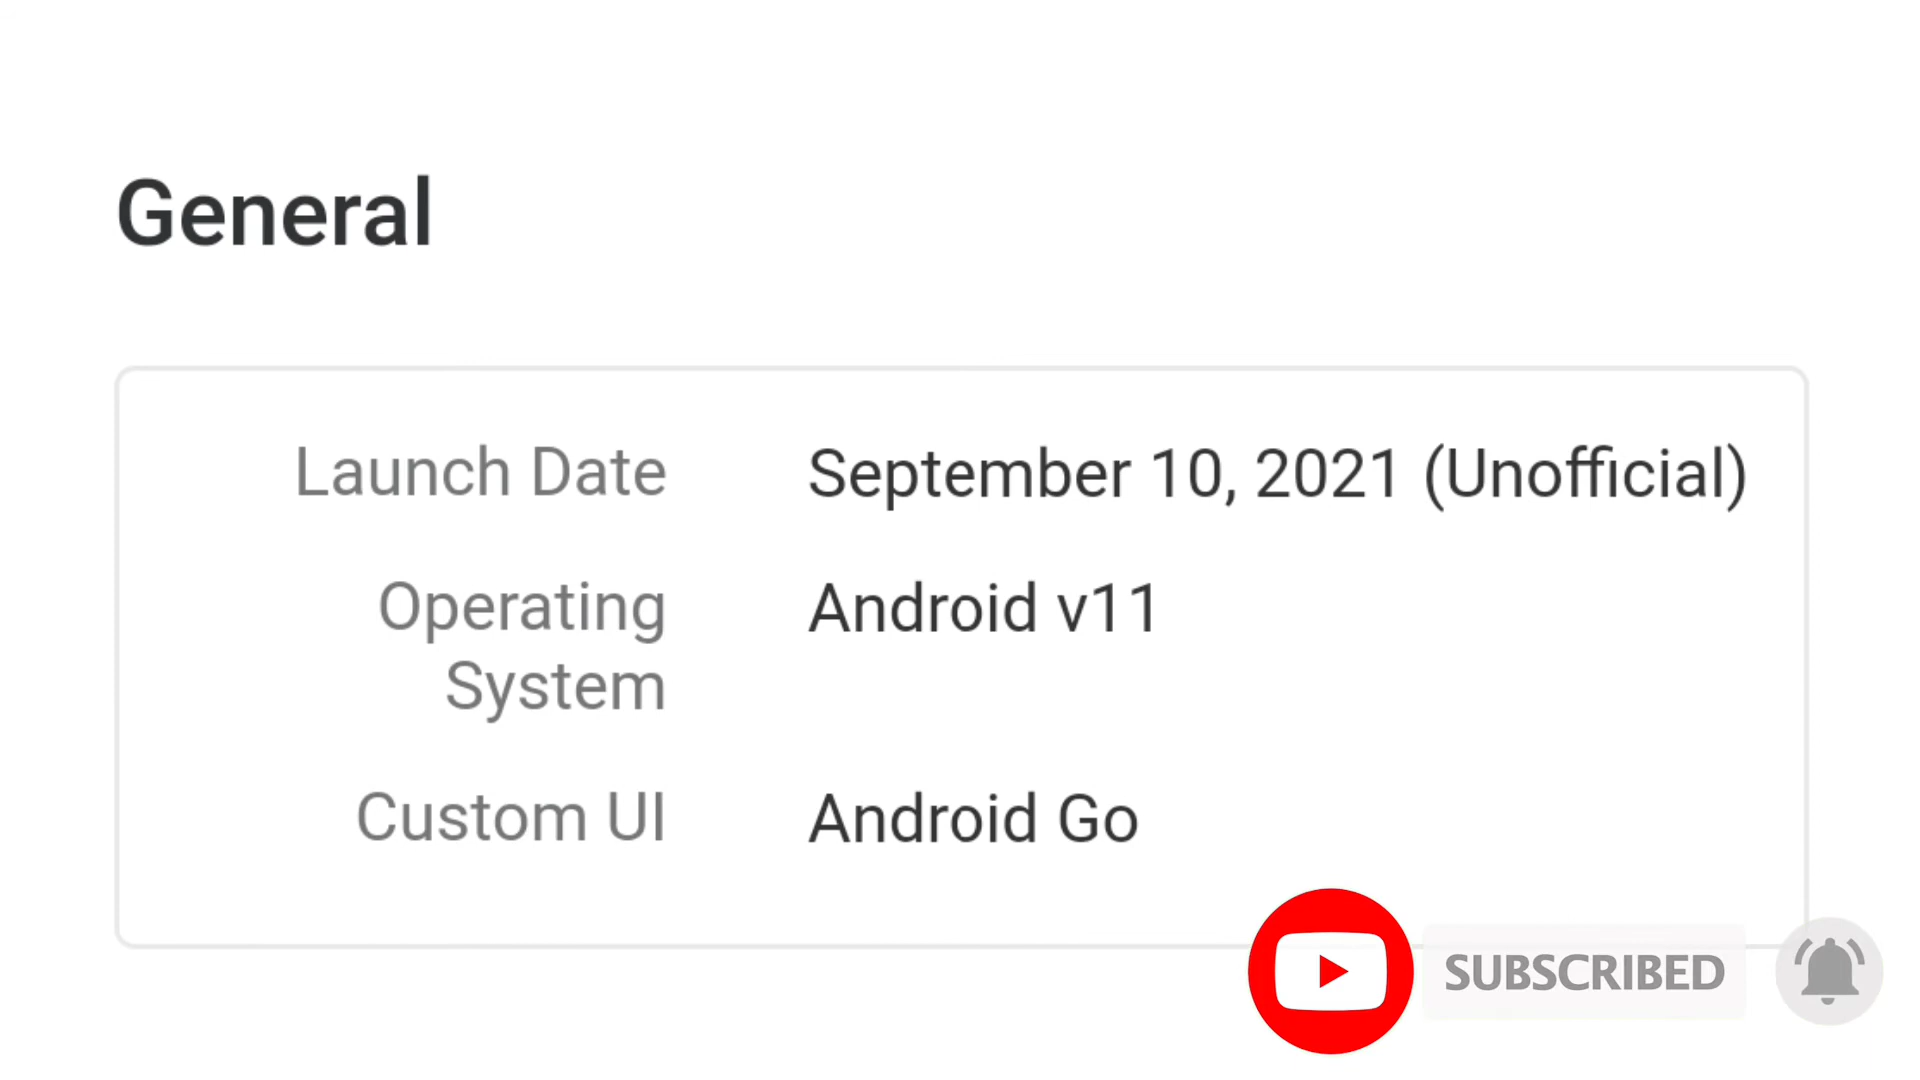 General
Launch Date September 10, 2021 (Unofficial)
Operating System Android v11
Custom UI Android Go
SUBSCRIBED